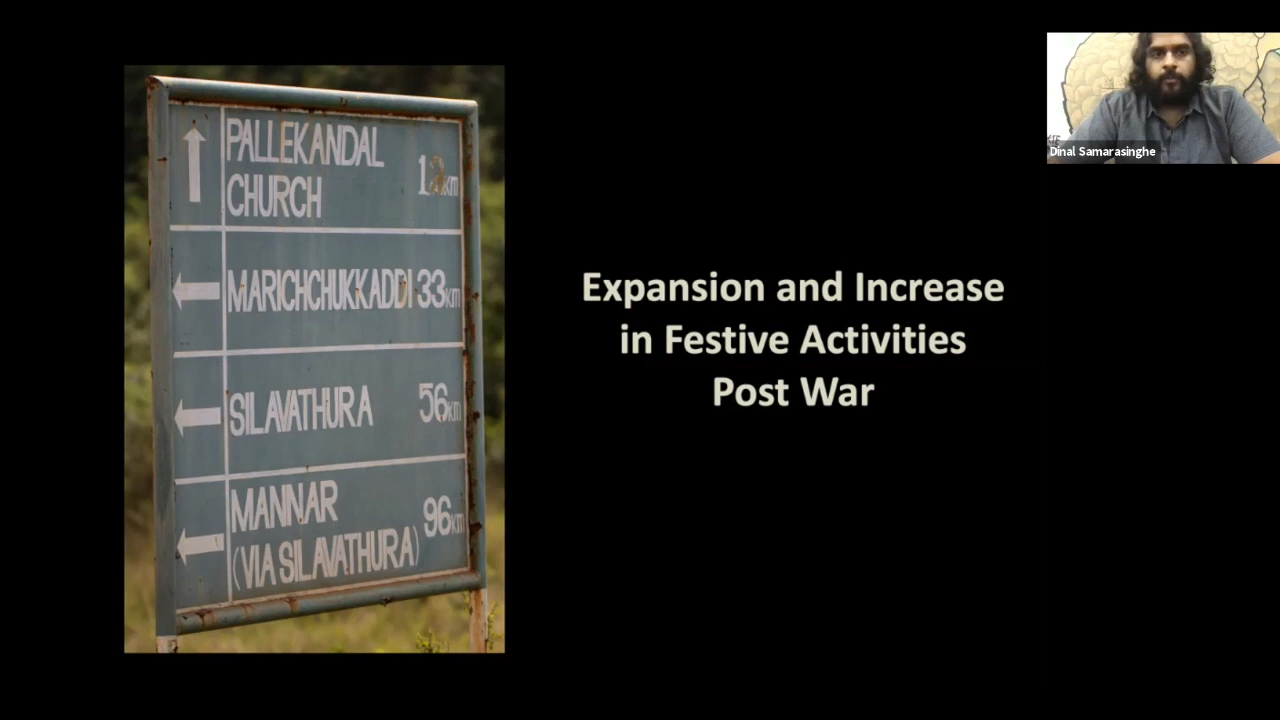 PALLEKANDAL
CHURCH
km
MARICHCHUKKADDI 33km
SILAVATHURA 56km
MANNAR 96km
(VIA SILAVATHURA)
Expansion and Increase
in Festive Activities
Post War
Dinal Samarasinghe